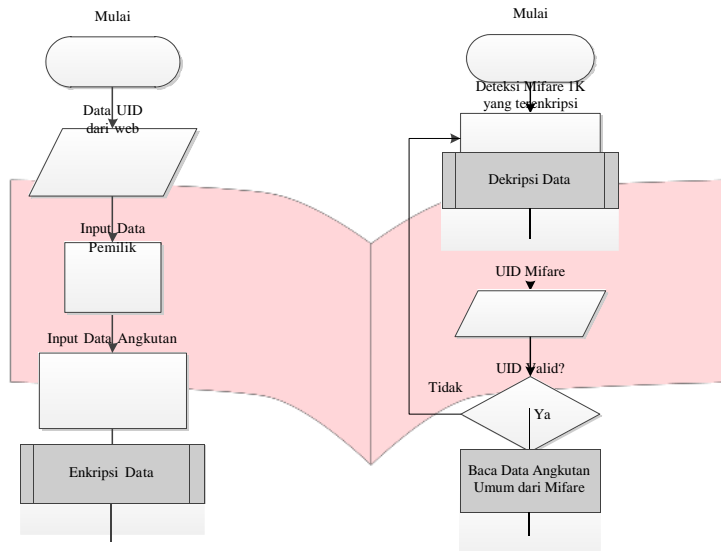 Mulai
Data UID
dari web
Input Data
Pemilik
Input Data Angkutan
Enkripsi Data
Mulai
Deteksi Mifare 1K
yang terenkripsi
Dekripsi Data
UID Mifare
UID Valid?
Tidak
Ya
Baca Data Angkutan
Umum dari Mifare